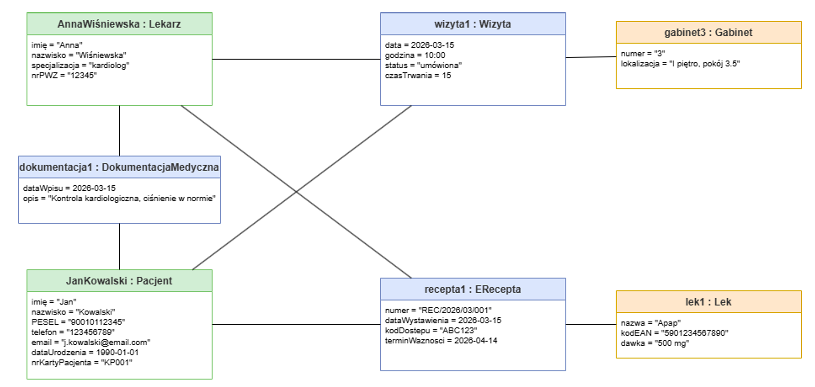 AnnaWiśniewska : Lekarz
imię = "Anna"
nazwisko = "Wiśniewska"
specjalizacja = "kardiolog"
nrPWZ = "12345"
wizyta1 : Wizyta
data = 2026-03-15
godzina = 10:00
status = "umówiona"
czasTrwania = 15
gabinet3 : Gabinet
numer = "3"
lokalizacja = "I piętro, pokój 3.5"
dokumentacja1 : DokumentacjaMedyczna
dataWpisu = 2026-03-15
opis = "Kontrola kardiologiczna, ciśnienie w normie"
JanKowalski : Pacjent
imię = "Jan"
nazwisko = "Kowalski"
PESEL = "90010112345"
telefon = "123456789"
email = "j.kowalski@email.com"
dataUrodzenia = 1990-01-01
nrKartyPacjenta = "KP001"
recepta1 : ERecepta
numer = "REC/2026/03/001"
dataWystawienia = 2026-03-15
kodDostepu = "ABC123"
terminWaznosci = 2026-04-14
lek1 : Lek
nazwa = "Apap"
kodEAN = "5901234567890"
dawka = "500 mg"